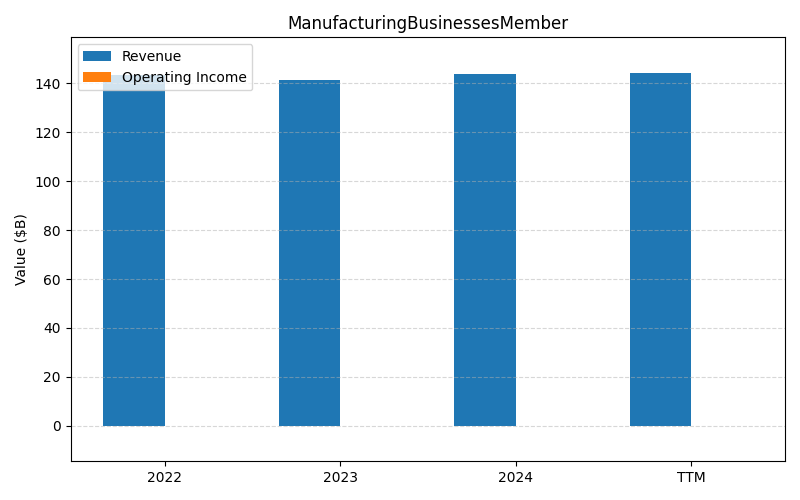 ManufacturingBusinessesMember
Revenue
Operating Income
Value ($B)
140
120
100
80
60
40
20
0
2022
2023
2024
TTM